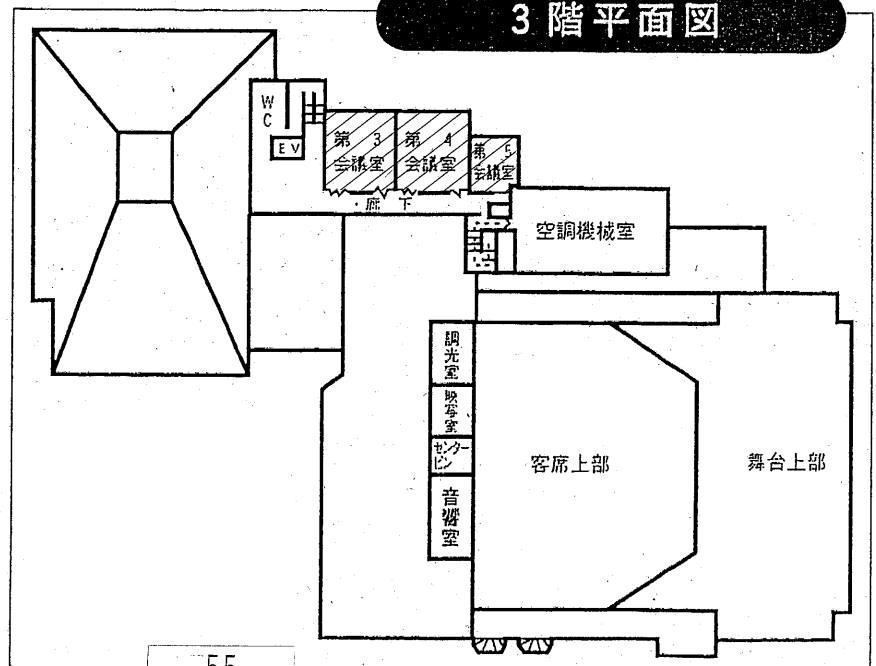 3階平面図
WC
EV
第3
会議室
第4
会議室
第5
会議室
廊下
空調機械室
調光室
映写室
センター
ピン
音響室
客席上部
舞台上部
55